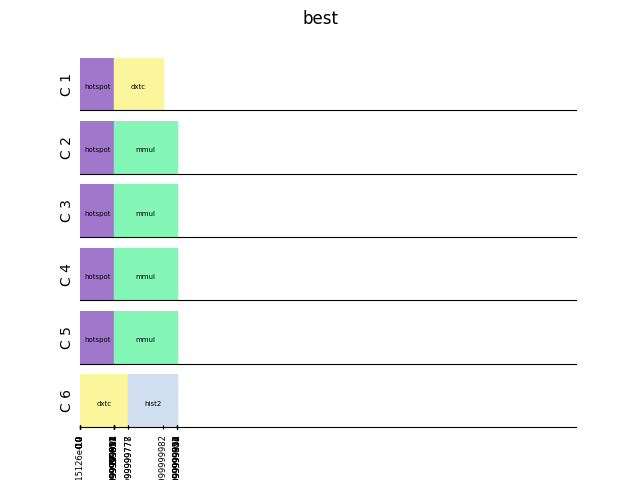 best
C 1
hotspot
dxtc
C 2
hotspot
mmul
C 3
hotspot
mmul
C 4
hotspot
mmul
C 5
hotspot
mmul
C 6
dxtc
hist2